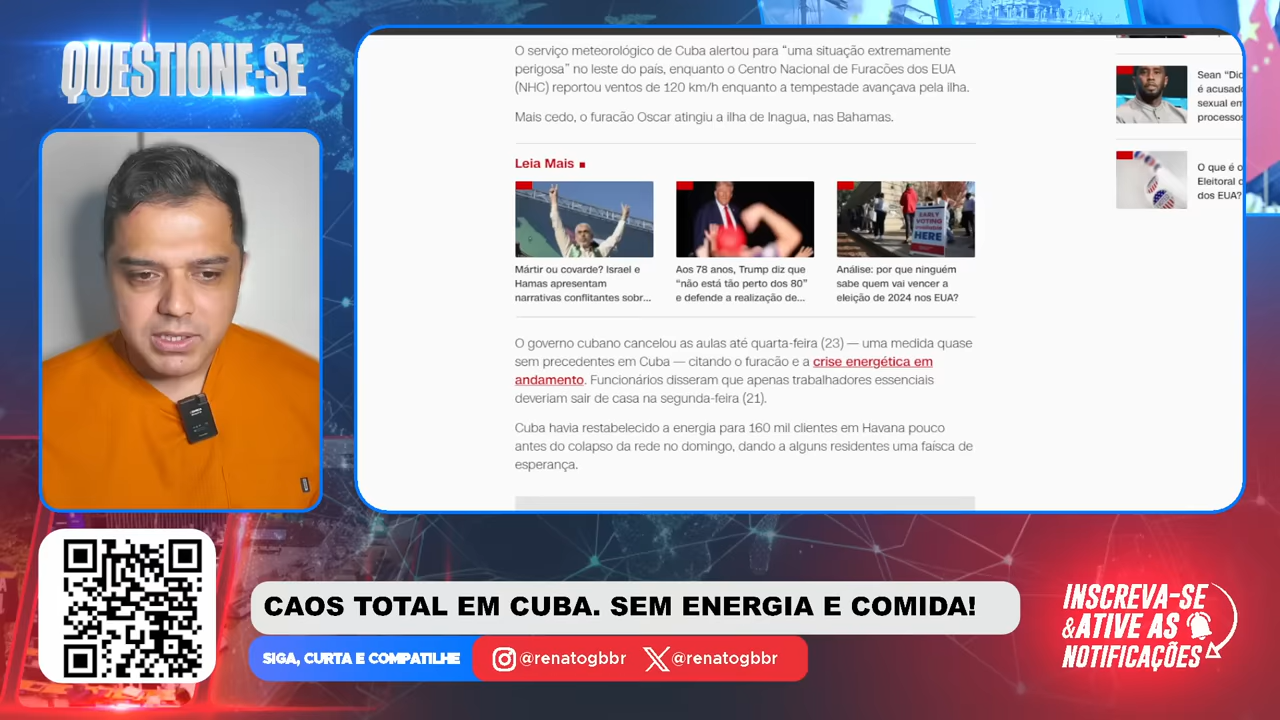 QUESTIONE-SE
O serviço meteorológico de Cuba alertou para “uma situação extremamente
perigosa” no leste do país, enquanto o Centro Nacional de Furacões dos EUA
(NHC) reportou ventos de 120 km/h enquanto a tempestade avançava pela ilha.
Mais cedo, o furacão Oscar atingiu a ilha de Inagua, nas Bahamas.
Leia Mais
EARLY
VOTING
HERE
Mártir ou covarde? Israel e
Hamas apresentam
narrativas conflitantes sobr...
Aos 78 anos, Trump diz que
“não está tão perto dos 80”
e defende a realização de...
Análise: por que ninguém
sabe quem vai vencer a
eleição de 2024 nos EUA?
O governo cubano cancelou as aulas até quarta-feira (23) — uma medida quase
sem precedentes em Cuba — citando o furacão e a crise energética em
andamento. Funcionários disseram que apenas trabalhadores essenciais
deveriam sair de casa na segunda-feira (21).
Cuba havia restabelecido a energia para 160 mil clientes em Havana pouco
antes do colapso da rede no domingo, dando a alguns residentes uma faísca de
esperança.
Sean “Did
é acusad
sexual em
processos
O que é o
Eleitoral d
dos EUA?
CAOS TOTAL EM CUBA. SEM ENERGIA E COMIDA!
SIGA, CURTA E COMPATILHE
@renatogbbr
@renatogbbr
INSCREVA-SE
&ATIVE AS
NOTIFICAÇÕES